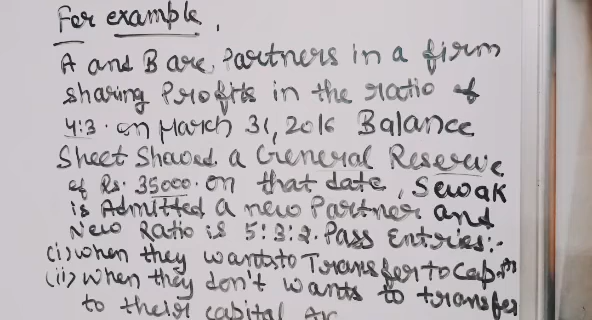 For example,
A and B are Partners in a firm
sharing Profits in the ratio of
4:3. on March 31, 2016 Balance
Sheet Showed a General Reserve
of Rs. 35000. on that date, Sewak
is Admitted a new Partner and
New Ratio is 5:3:2. Pass Entries:-
(i) when they wants to Transfer to Cap.
(ii) when they don't wants to transfer
to their capital A/c